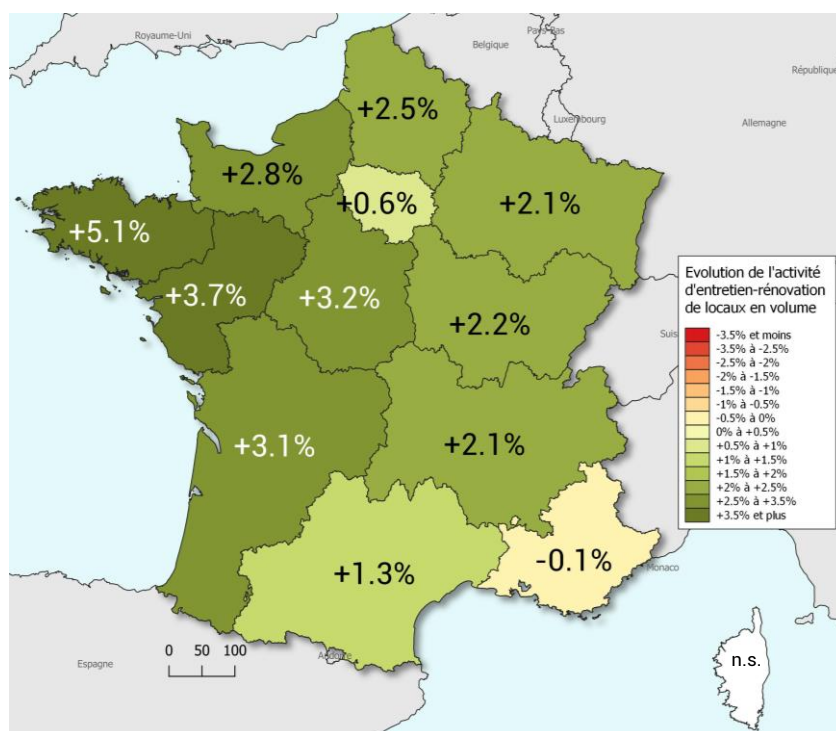 Royaume-Uni
Pays-Bas
Belgique
République
+2.5%
Luxembourg
Allemagne
+2.8%
+0.6%
+2.1%
+5.1%
+3.7%
+3.2%
+2.2%
Suis
Evolution de l'activité
d'entretien-rénovation
de locaux en volume
-3.5% et moins
-3.5% à -2.5%
-2.5% à -2%
-2% à -1.5%
-1.5% à -1%
-1% à -0.5%
-0.5% à 0%
0% à +0.5%
+0.5% à +1%
+1% à +1.5%
+1.5% à +2%
+2% à +2.5%
+2.5% à +3.5%
+3.5% et plus
+3.1%
+2.1%
+1.3%
-0.1%
Monaco
0 50 100
Andorre
Espagne
n.s.